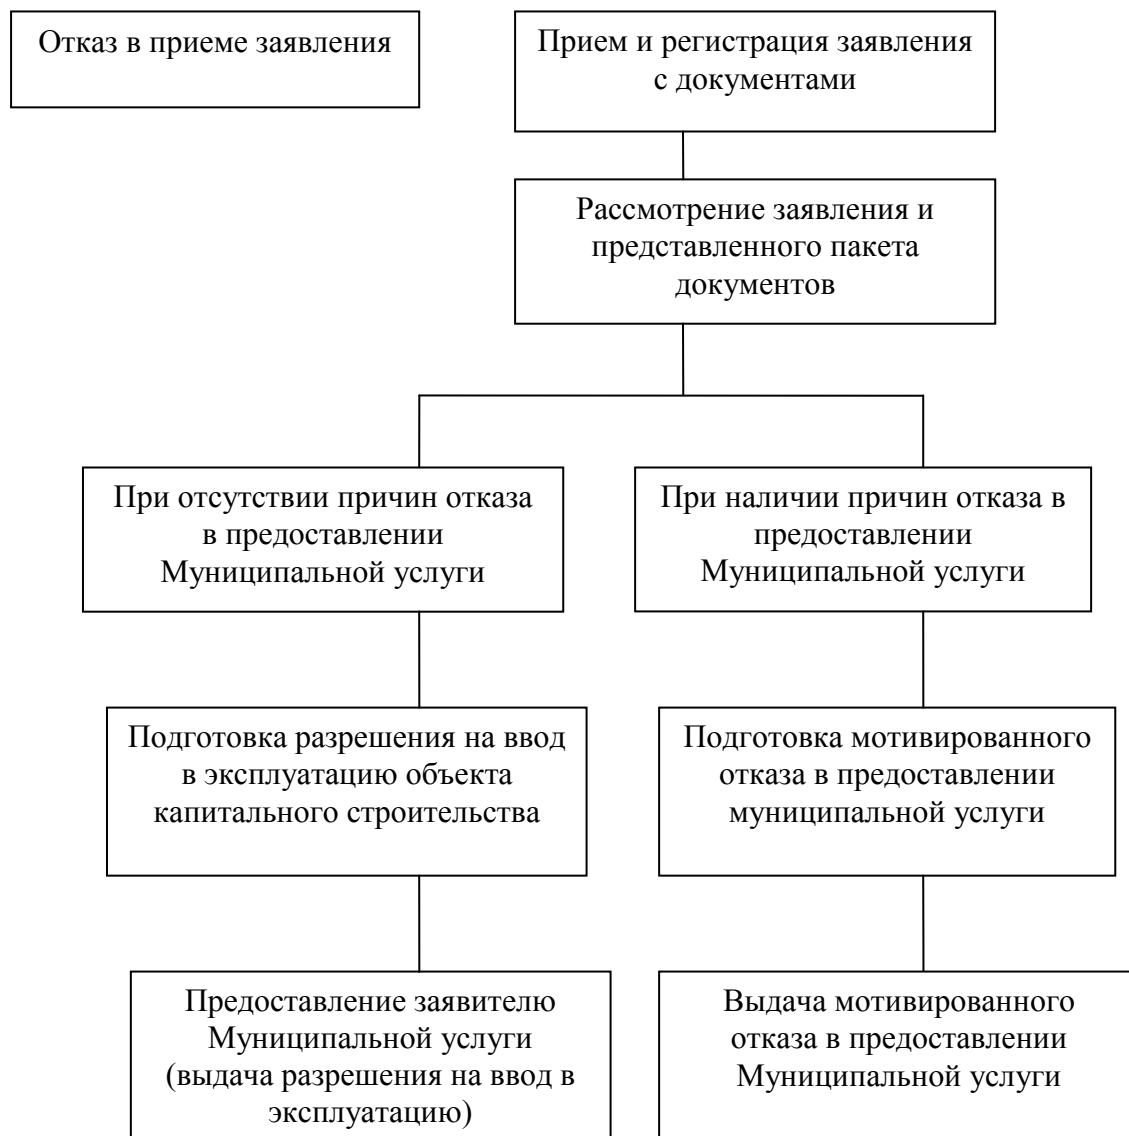 Отказ в приеме заявления
Прием и регистрация заявления
с документами
Рассмотрение заявления и
представленного пакета
документов
При отсутствии причин отказа
в предоставлении
Муниципальной услуги
При наличии причин отказа в
предоставлении
Муниципальной услуги
Подготовка разрешения на ввод
в эксплуатацию объекта
капитального строительства
Подготовка мотивированного
отказа в предоставлении
муниципальной услуги
Предоставление заявителю
Муниципальной услуги
(выдача разрешения на ввод в
эксплуатацию)
Выдача мотивированного
отказа в предоставлении
Муниципальной услуги